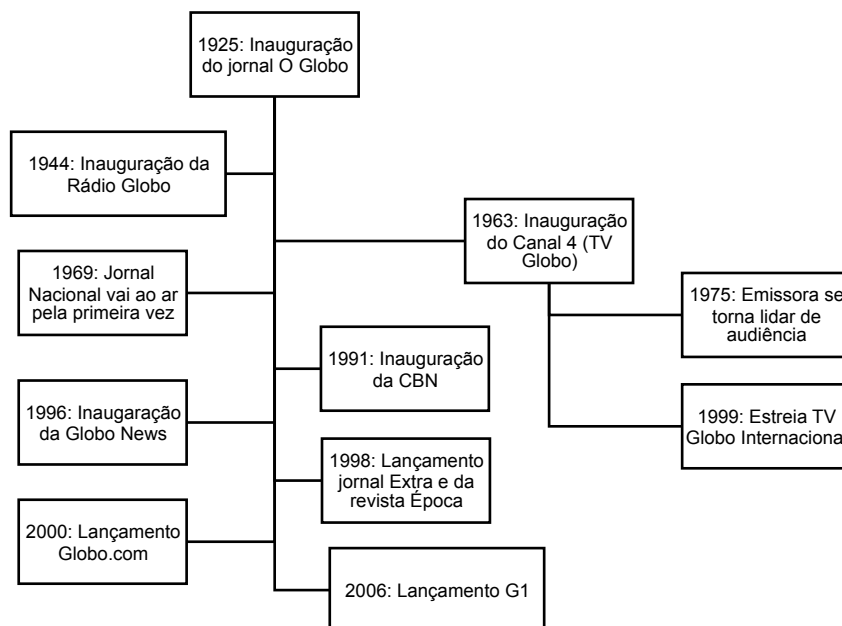 1925: Inauguração
do jornal O Globo
1944: Inauguração da
Rádio Globo
1963: Inauguração
do Canal 4 (TV
Globo)
1969: Jornal
Nacional vai ao ar
pela primeira vez
1975: Emissora se
torna lidar de
audiência
1991: Inauguração
da CBN
1996: Inaugaração
da Globo News
1999: Estreia TV
Globo Internacional
1998: Lançamento
jornal Extra e da
revista Época
2000: Lançamento
Globo.com
2006: Lançamento G1